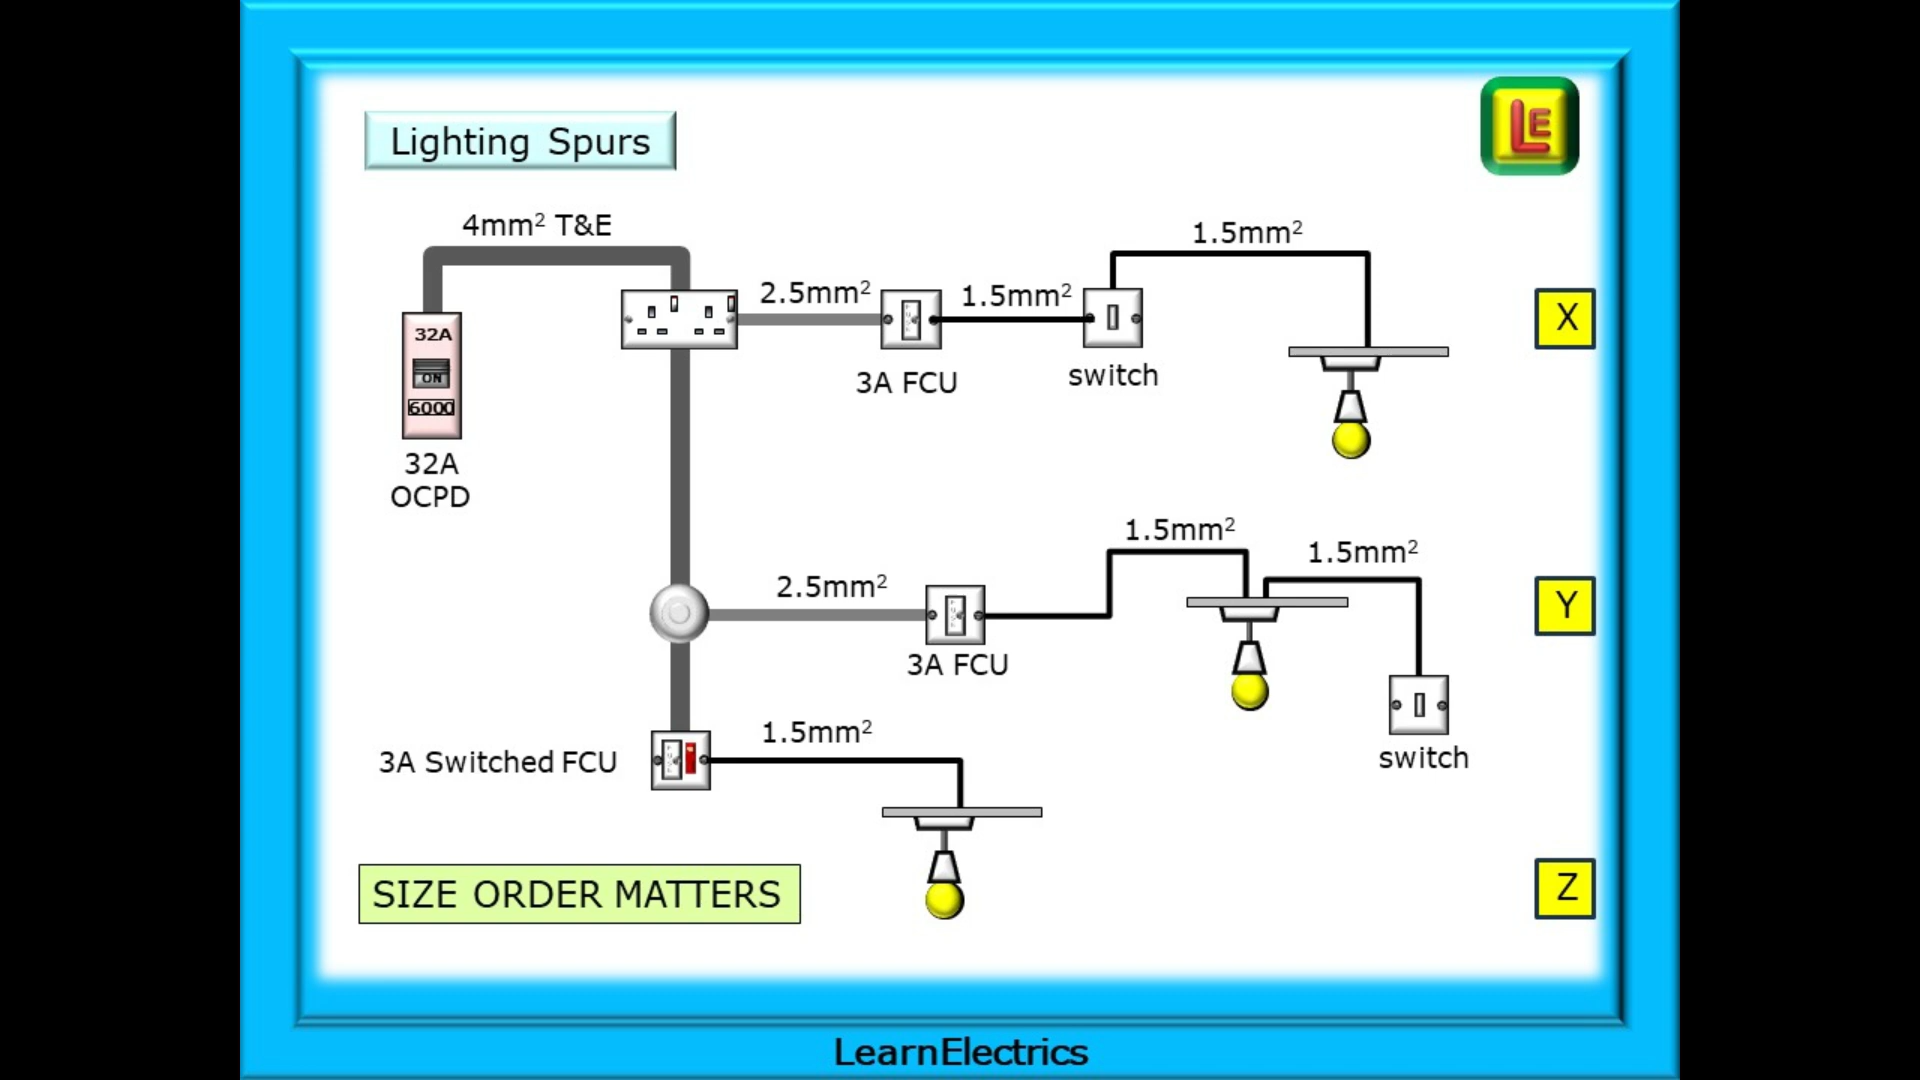 Lighting Spurs
LE
4mm² T&E
1.5mm²
2.5mm²
1.5mm²
X
32A
ON
6000
3A FCU
switch
32A
OCPD
1.5mm²
1.5mm²
2.5mm²
Y
3A FCU
1.5mm²
switch
3A Switched FCU
SIZE ORDER MATTERS
Z
LearnElectrics